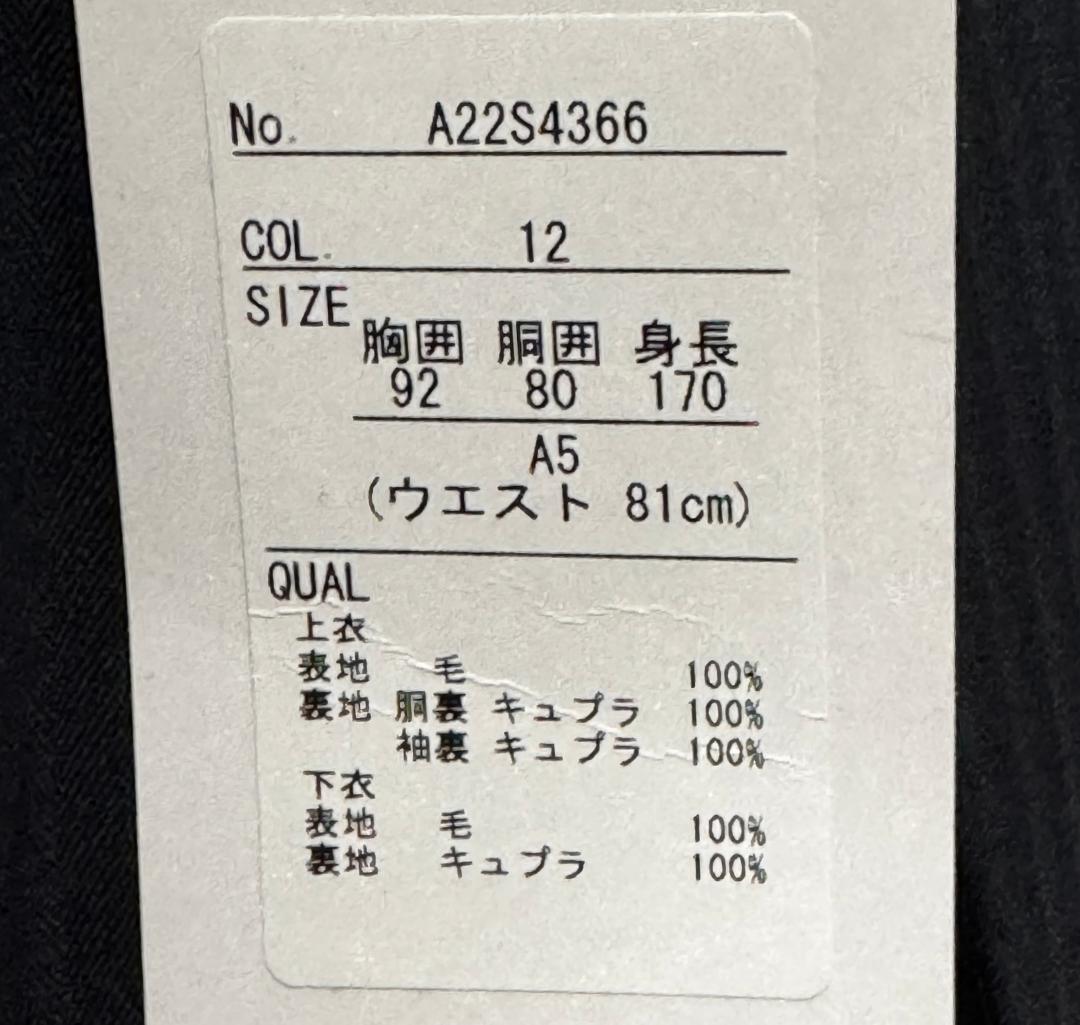 No. A22S4366
COL. 12
SIZE
胸囲 胴囲 身長
92 80 170
A5
(ウエスト 81cm)
QUAL
上衣
表地 毛 100%
裏地 胴裏 キュプラ 100%
袖裏 キュプラ 100%
下衣
表地 毛 100%
裏地 キュプラ 100%